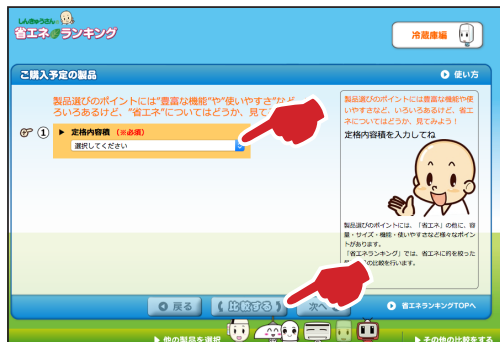 しんきゅうさん
省エネランキング
冷蔵庫編
ご購入予定の製品
使い方
製品選びのポイントには"豊富な機能"や"使いやすさ"など
ろいろあるけど、"省エネ"についてはどうか、見て
① 定格内容積 (※必須)
選択してください
製品選びのポイントには豊富な機能や使
いやすさなど、いろいろあるけど、省エ
ネについてはどうか、見てみよう！
定格内容積を入力してね
製品選びのポイントには、「省エネ」の他に、容
量・サイズ・機能・使いやすさなど様々なポイン
トがあります。
「省エネランキング」では、省エネに的を絞った
の比較を行います。
戻る
比較する
次へ
省エネランキングTOPへ
他の製品を選択
その他の比較をする